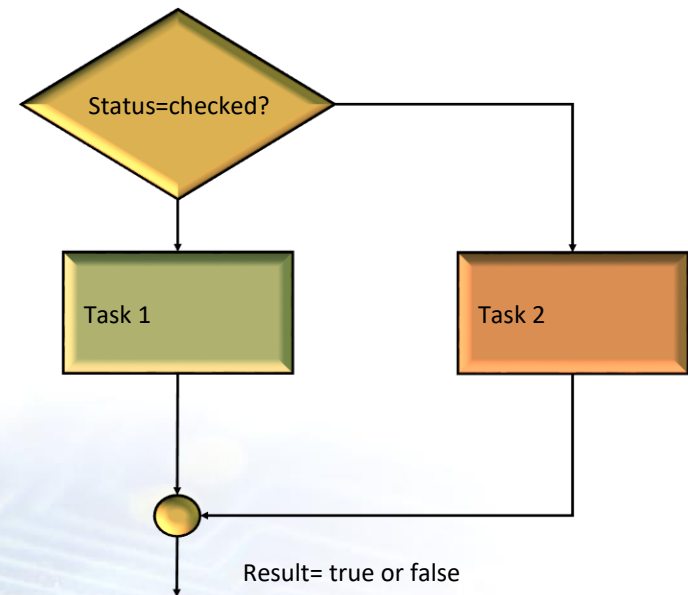 Status=checked?
Task 1
Task 2
Result= true or false